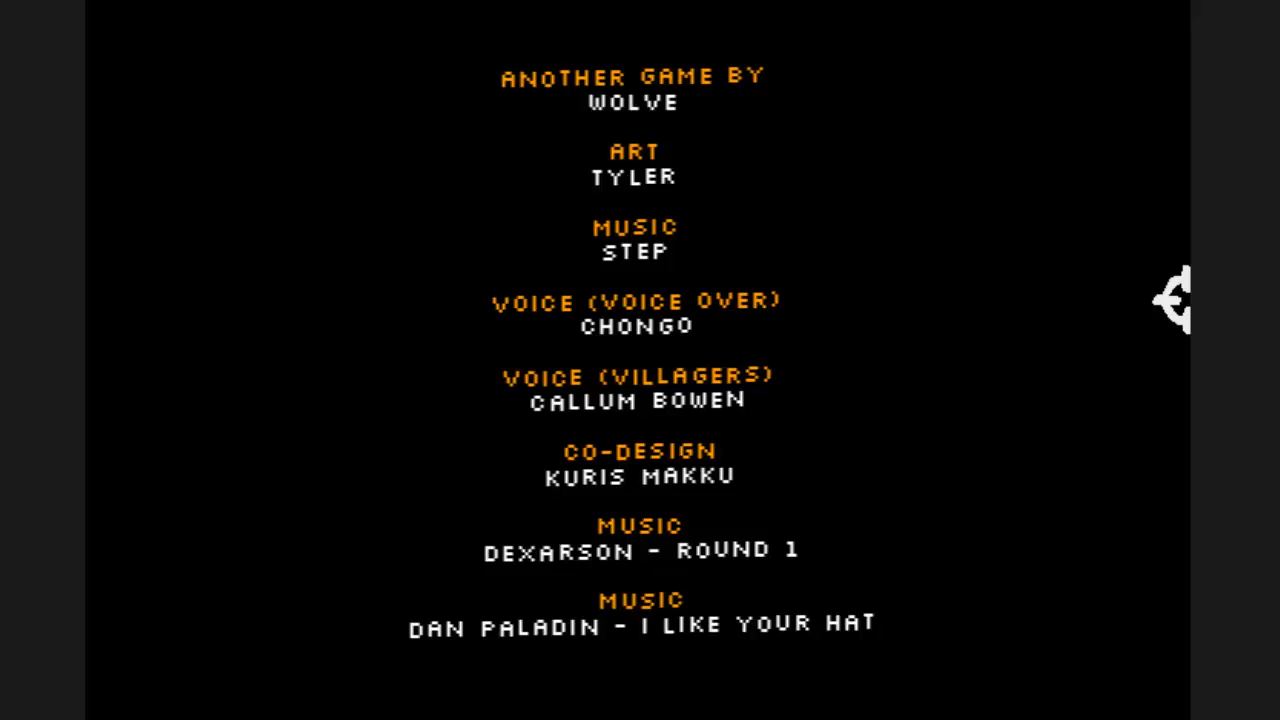 ANOTHER GAME BY
WOLVE
ART
TYLER
MUSIC
STEP
VOICE (VOICE OVER)
CHONGO
VOICE (VILLAGERS)
CALLUM BOWEN
CO-DESIGN
KURIS MAKKU
MUSIC
DEXARSON - ROUND 1
MUSIC
DAN PALADIN - I LIKE YOUR HAT